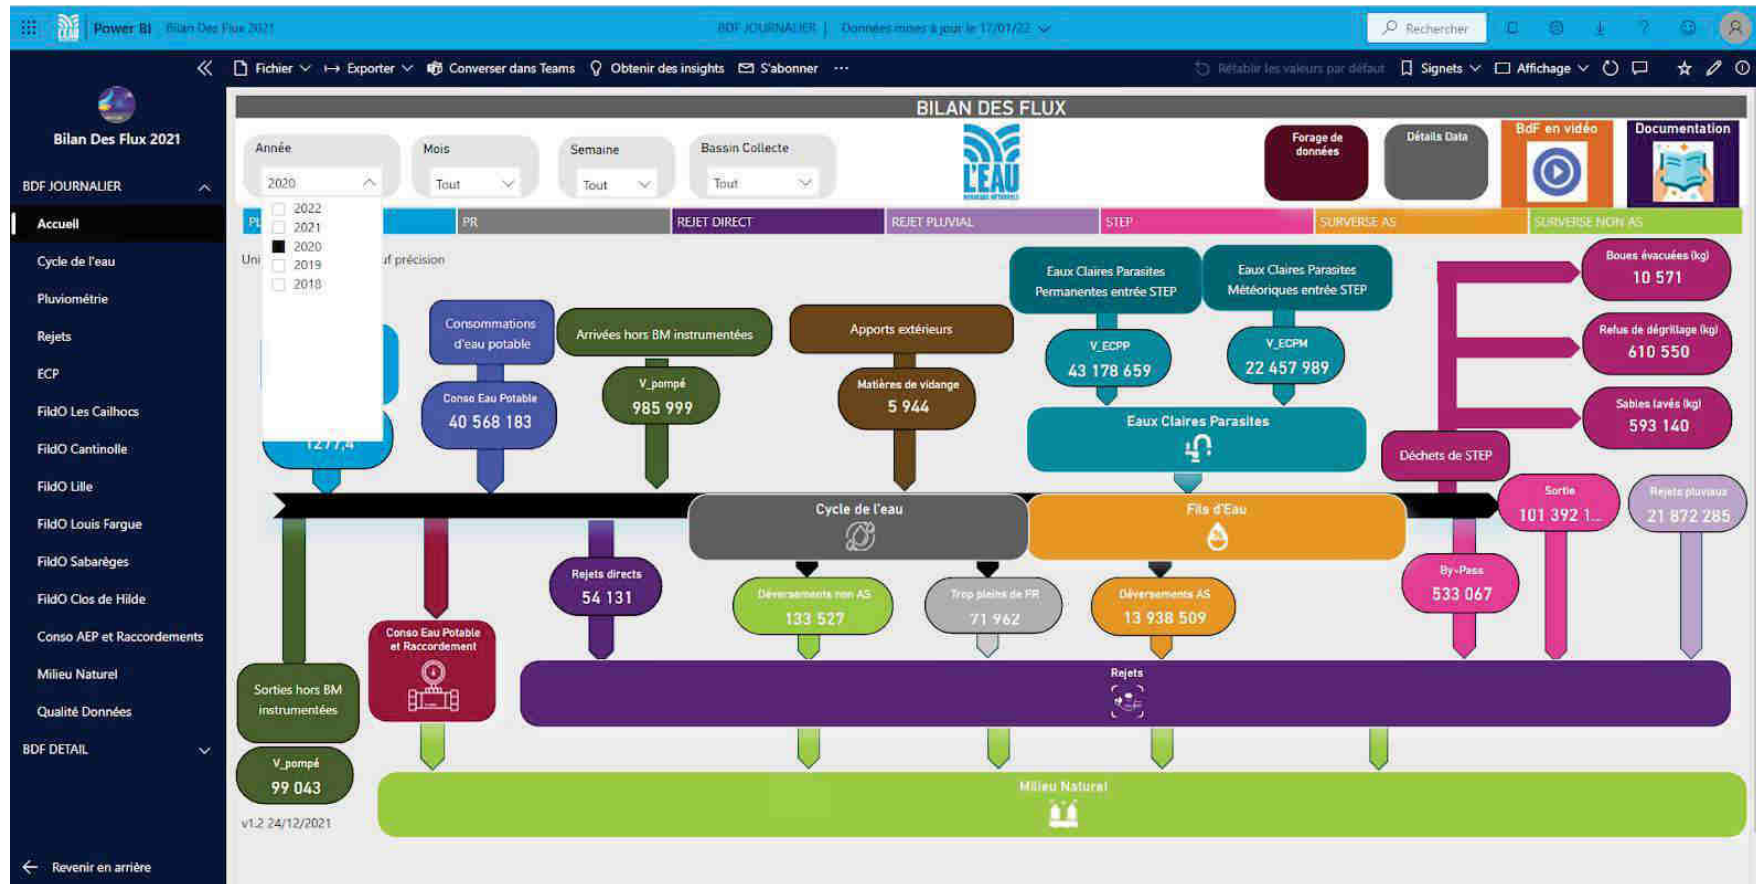 Power BI Bilan Des Flux 2021
BDF JOURNALIER | Données mises à jour le 17/01/22
Rechercher
Fichier Exporter Converser dans Teams Obtenir des insights S'abonner ...
Rétablir les valeurs par défaut Signets Affichage
Bilan Des Flux 2021
BDF JOURNALIER
Accueil
Cycle de l'eau
Pluviométrie
Rejets
ECP
FildO Les Cailhocs
FildO Cantinolle
FildO Lille
FildO Louis Fargue
FildO Sabarèges
FildO Clos de Hilde
Conso AEP et Raccordements
Milieu Naturel
Qualité Données
BDF DETAIL
Revenir en arrière
BILAN DES FLUX
Année
2020
2022
2021
2020
2019
2018
Mois
Tout
Semaine
Tout
Bassin Collecte
Tout
L'EAU
BORDEAUX MÉTROPOLE
Forage de
données
Détails Data
BdF en vidéo
Documentation
PR
REJET DIRECT
REJET PLUVIAL
STEP
SURVERSE AS
SURVERSE NON AS
précision
1277,4
Consommations
d'eau potable
Conso Eau Potable
40 568 183
Arrivées hors BM instrumentées
V_pompé
985 999
Apports extérieurs
Matières de vidange
5 944
Eaux Claires Parasites
Permanentes entrée STEP
V_ECPP
43 178 659
Eaux Claires Parasites
Météoriques entrée STEP
V_ECPM
22 457 989
Eaux Claires Parasites
Boues évacuées (kg)
10 571
Refus de dégrillage (kg)
610 550
Sables lavés (kg)
593 140
Déchets de STEP
Sortie
101 392 1...
Rejets pluviaux
21 872 285
Cycle de l'eau
Fils d'Eau
Rejets directs
54 131
Déversements non AS
133 527
Trop pleins de PR
71 962
Déversements AS
13 938 509
By-Pass
533 067
Conso Eau Potable
et Raccordement
Sorties hors BM
instrumentées
V_pompé
99 043
Rejets
Milieu Naturel
v1.2 24/12/2021